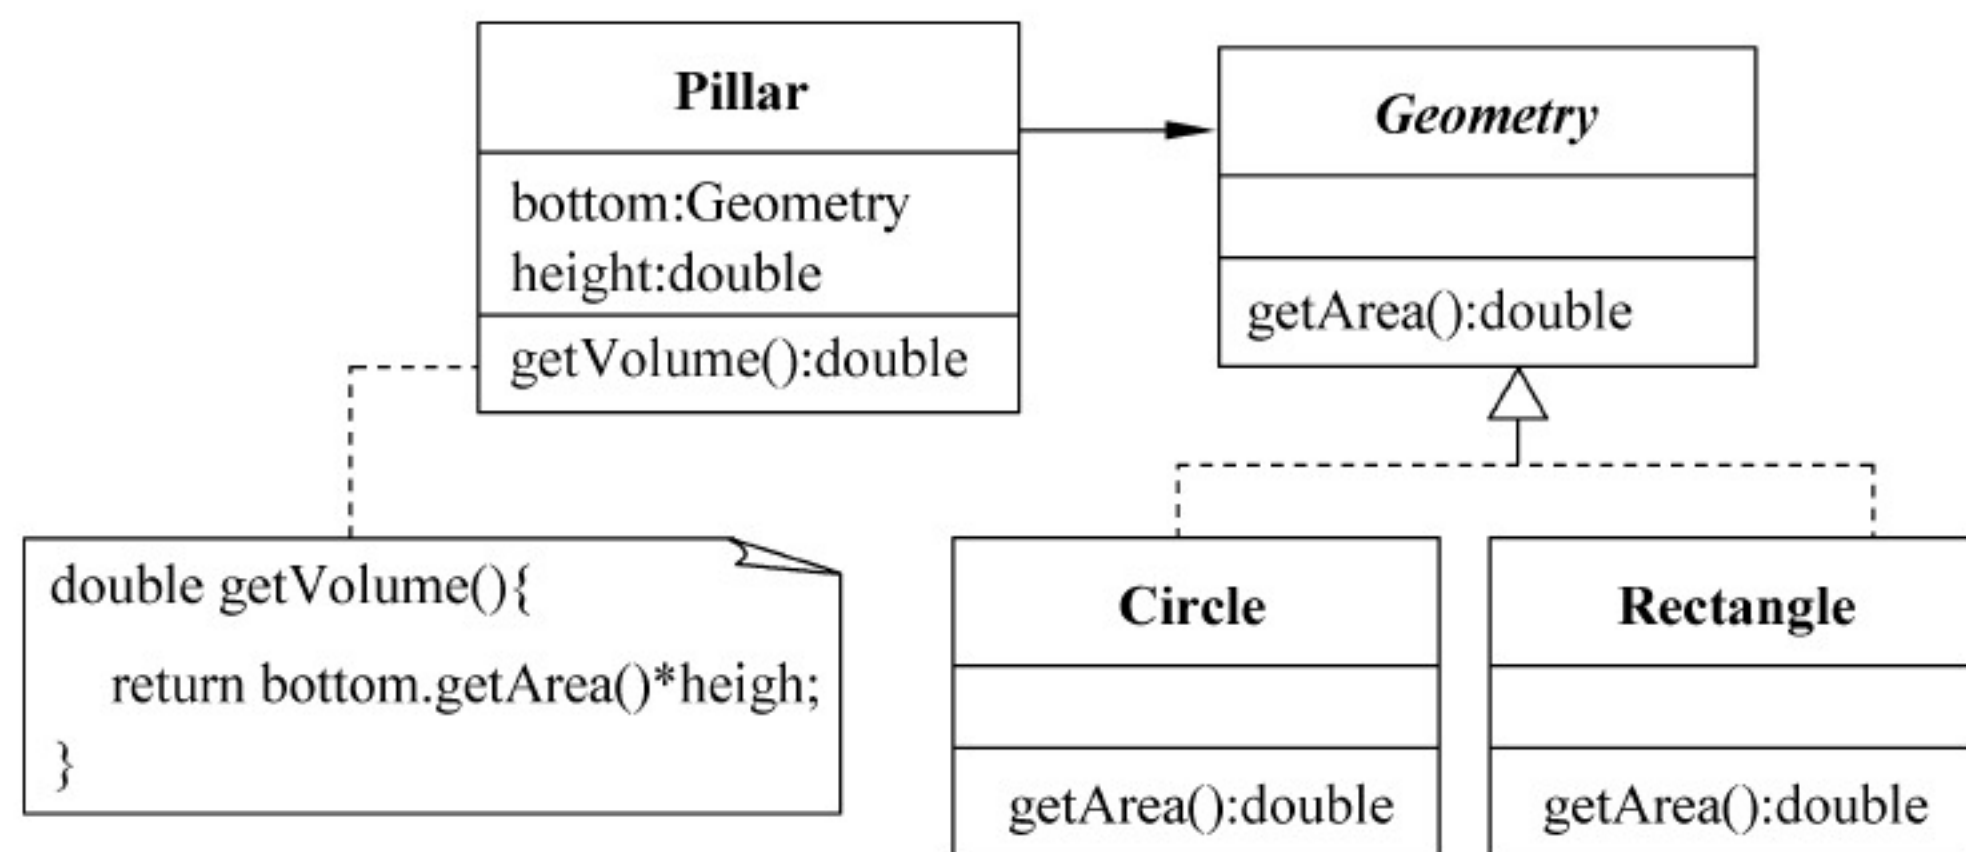 Pillar
bottom:Geometry
height:double
getVolume():double
Geometry
getArea():double
double getVolume(){
return bottom.getArea()*heigh;
}
Circle
getArea():double
Rectangle
getArea():double